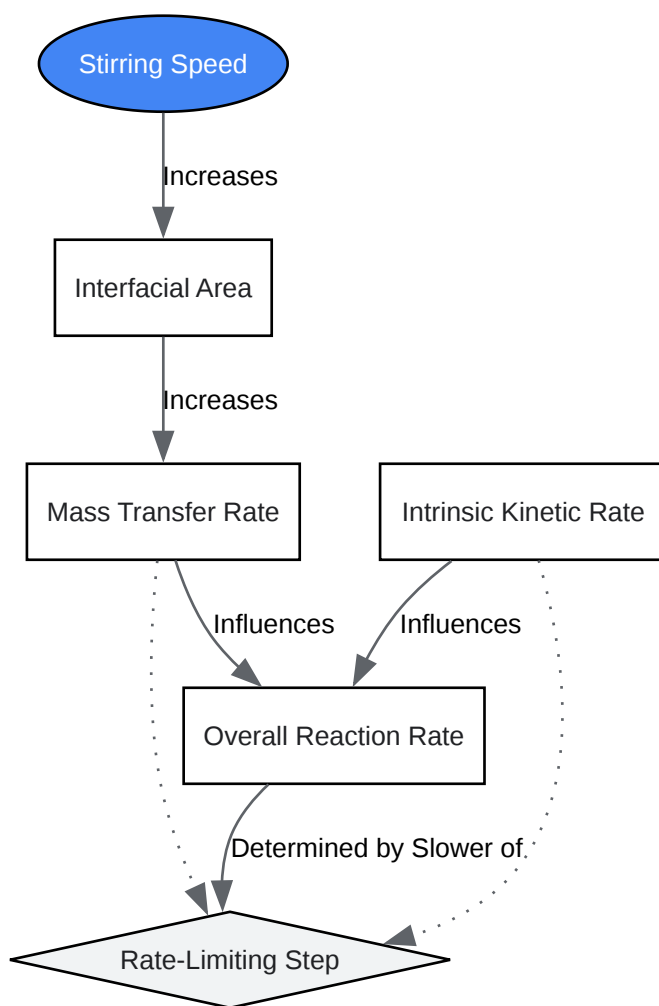 Stirring Speed
Increases
Interfacial Area
Increases
Mass Transfer Rate
Intrinsic Kinetic Rate
Influences
Influences
Overall Reaction Rate
Determined by Slower of
Rate-Limiting Step